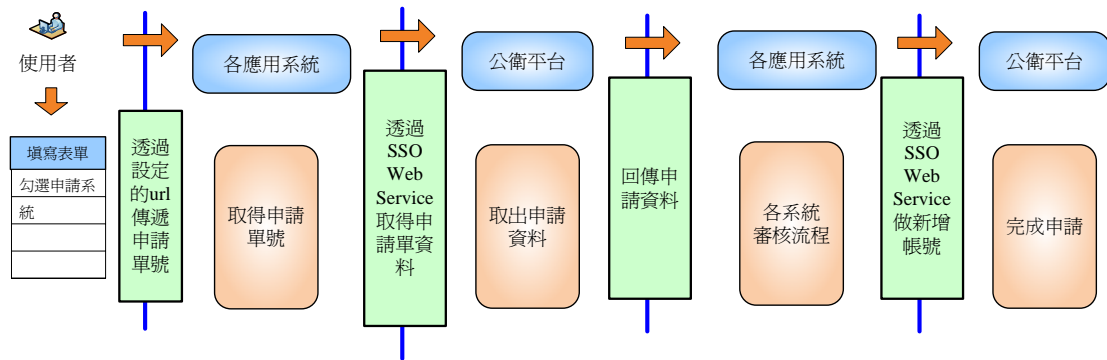 使用者
填寫表單
勾選申請系
統
透過
設定
的url
傳遞
申請
單號
各應用系統
取得申請
單號
透過
SSO
Web
Service
取得申
請單資
料
公衛平台
取出申請
資料
回傳申
請資料
各應用系統
各系統
審核流程
透過
SSO
Web
Service
做新增
帳號
公衛平台
完成申請